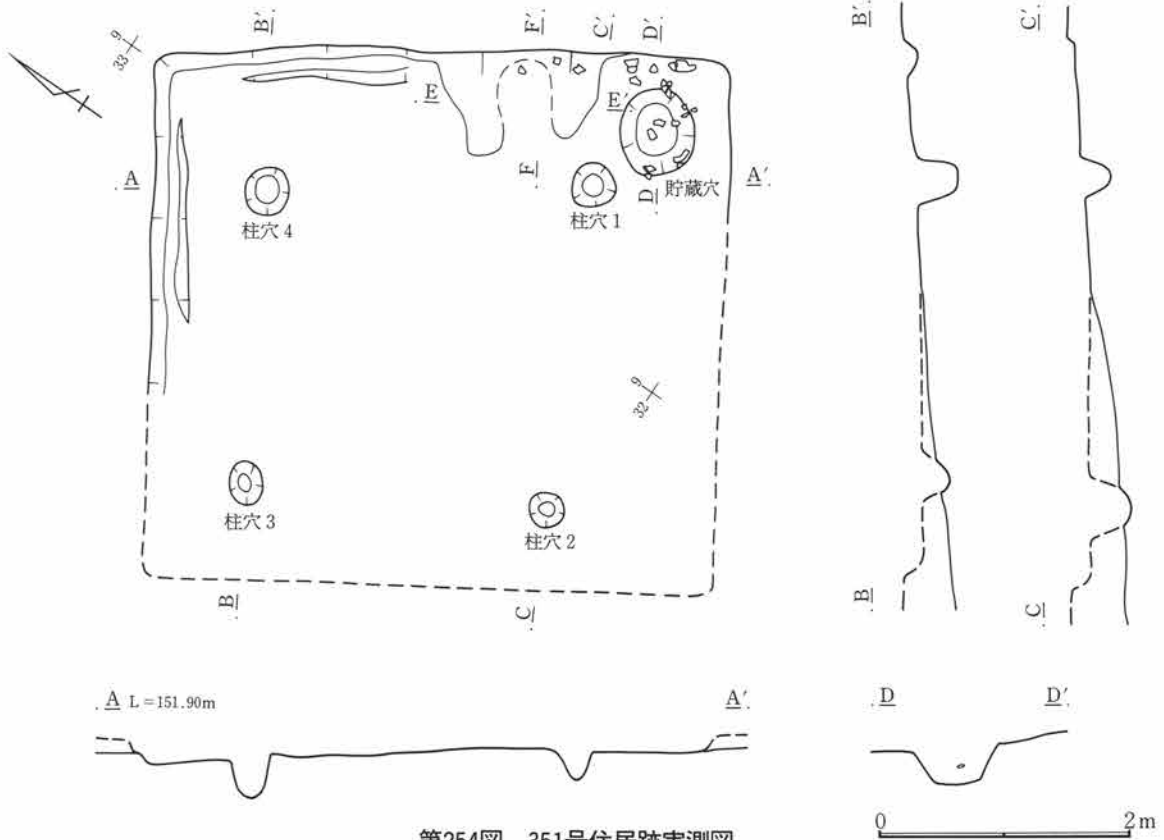 B B′
F′
C′
D′
B′
C′
9
33
E
E′
A
F
D
貯蔵穴
A′
柱穴 4
柱穴 1
9
32
柱穴 3
柱穴 2
B
C
B
C
A L=151.90m
A′
D
D′
0
2m
第254図 351号住居跡実測図